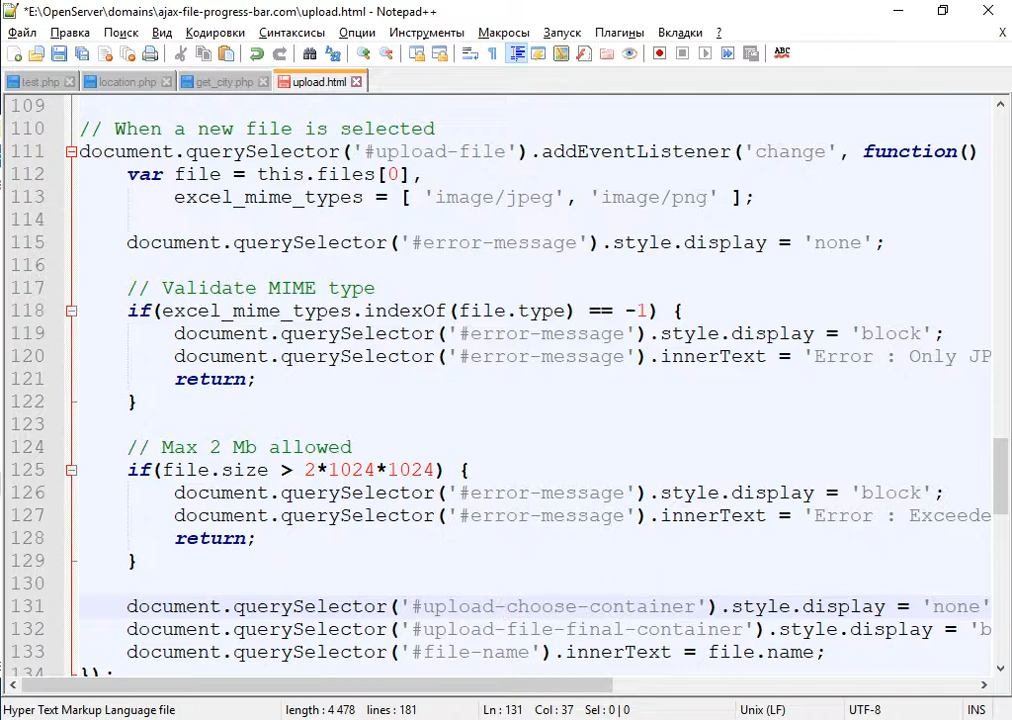 *E:\OpenServer\domains\ajax-file-progress-bar.com\upload.html - Notepad++
Файл Правка Поиск Вид Кодировки Синтаксисы Опции Инструменты Макросы Запуск Плагины Вкладки ? X
ABC
test.php location.php get_city.php upload.html
109
110 // When a new file is selected
111 document.querySelector('#upload-file').addEventListener('change', function()
112 var file = this.files[0],
113 excel_mime_types = [ 'image/jpeg', 'image/png' ];
114
115 document.querySelector('#error-message').style.display = 'none';
116
117 // Validate MIME type
118 if(excel_mime_types.indexOf(file.type) == -1) {
119 document.querySelector('#error-message').style.display = 'block';
120 document.querySelector('#error-message').innerText = 'Error : Only JP
121 return;
122 }
123
124 // Max 2 Mb allowed
125 if(file.size > 2*1024*1024) {
126 document.querySelector('#error-message').style.display = 'block';
127 document.querySelector('#error-message').innerText = 'Error : Exceede
128 return;
129 }
130
131 document.querySelector('#upload-choose-container').style.display = 'none'
132 document.querySelector('#upload-file-final-container').style.display = 'b
133 document.querySelector('#file-name').innerText = file.name;
134 });
Hyper Text Markup Language file length : 4 478 lines : 181 Ln : 131 Col : 37 Sel : 0 | 0 Unix (LF) UTF-8 INS